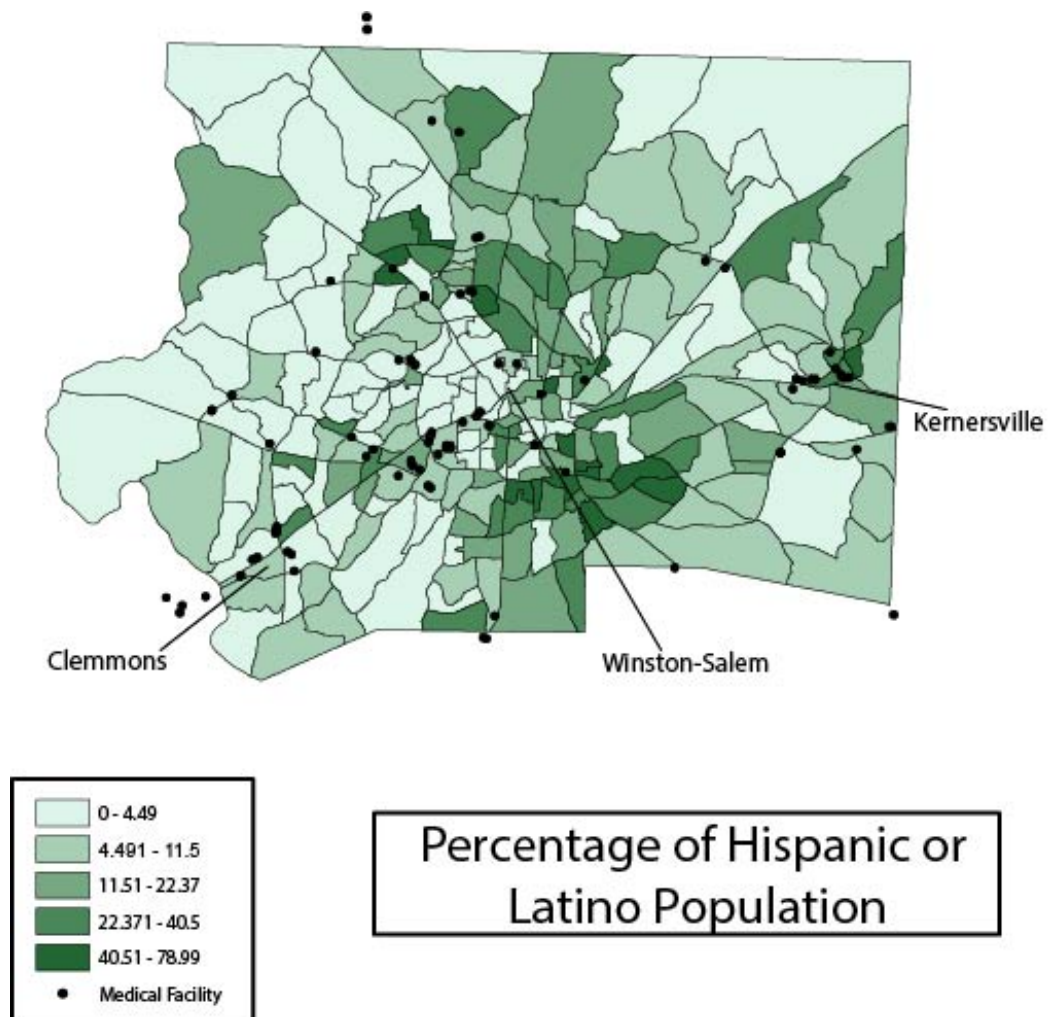 Kernersville
Clemmons
Winston-Salem
0 - 4.49
4.491 - 11.5
11.51 - 22.37
22.371 - 40.5
40.51 - 78.99
Medical Facility
Percentage of Hispanic or
Latino Population